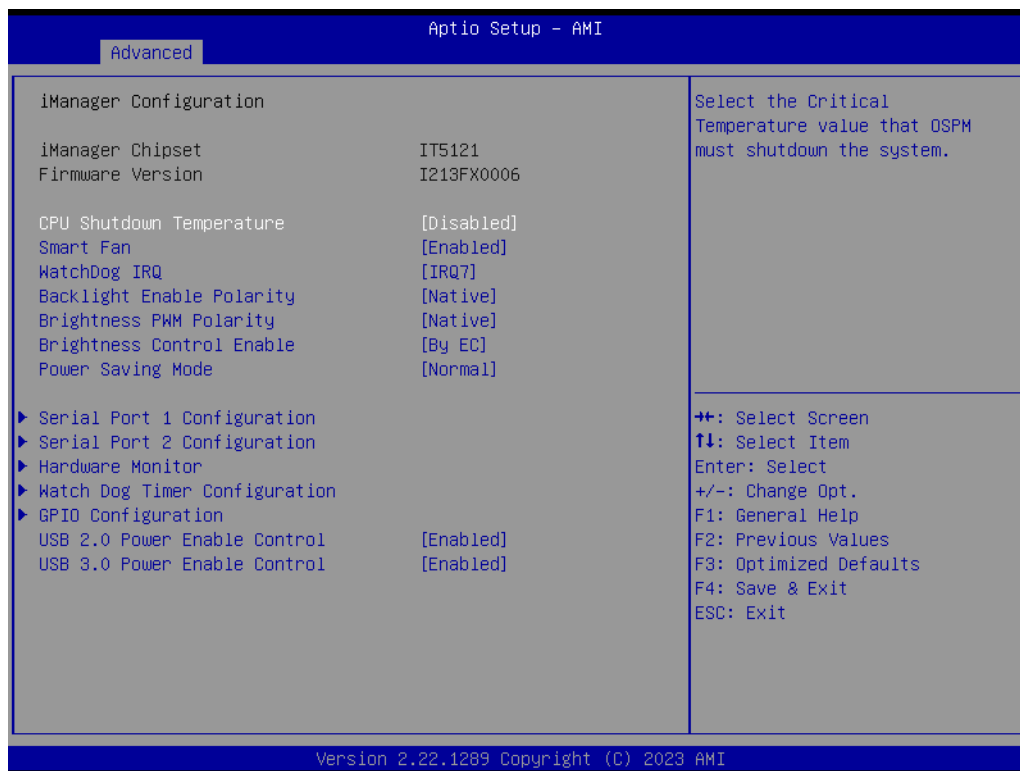 Aptio Setup – AMI
Advanced
iManager Configuration
iManager Chipset IT5121
Firmware Version I213FX0006
CPU Shutdown Temperature [Disabled]
Smart Fan [Enabled]
WatchDog IRQ [IRQ7]
Backlight Enable Polarity [Native]
Brightness PWM Polarity [Native]
Brightness Control Enable [By EC]
Power Saving Mode [Normal]
Serial Port 1 Configuration
Serial Port 2 Configuration
Hardware Monitor
Watch Dog Timer Configuration
GPIO Configuration
USB 2.0 Power Enable Control [Enabled]
USB 3.0 Power Enable Control [Enabled]
Select the Critical
Temperature value that OSPM
must shutdown the system.
→←: Select Screen
↑↓: Select Item
Enter: Select
+/-: Change Opt.
F1: General Help
F2: Previous Values
F3: Optimized Defaults
F4: Save & Exit
ESC: Exit
Version 2.22.1289 Copyright (C) 2023 AMI